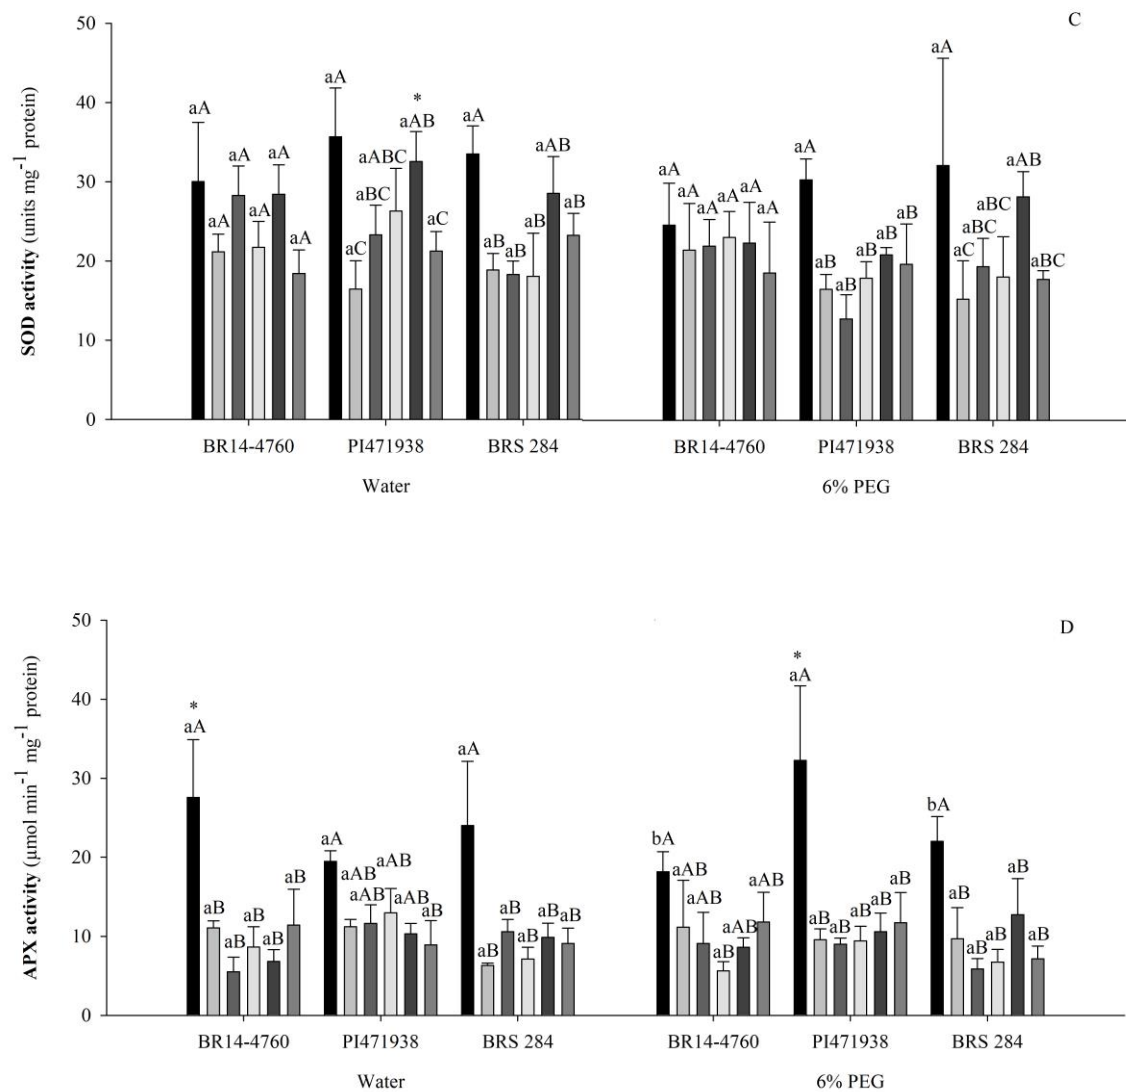 C
SOD activity (units mg⁻¹ protein)
50
40
30
20
10
0
aA
aA
aA
aA
aA
aA
aA
aC
aBC
aABC
*
aAB
aC
aA
aB
aB
aB
aAB
aB
aA
aA
aA
aA
aA
aA
aA
aB
aB
aB
aB
aB
aA
aC
aBC
aBC
aAB
aBC
BR14-4760
PI471938
BRS 284
BR14-4760
PI471938
BRS 284
Water
6% PEG
D
APX activity (μmol min⁻¹ mg⁻¹ protein)
50
40
30
20
10
0
*
aA
aB
aB
aB
aB
aB
aA
aAB
aAB
aAB
aAB
aB
aA
aB
aB
aB
aB
aB
bA
aAB
aAB
aB
aAB
aAB
*
aA
aB
aB
aB
aB
aB
bA
aB
aB
aB
aB
aB
BR14-4760
PI471938
BRS 284
BR14-4760
PI471938
BRS 284
Water
6% PEG